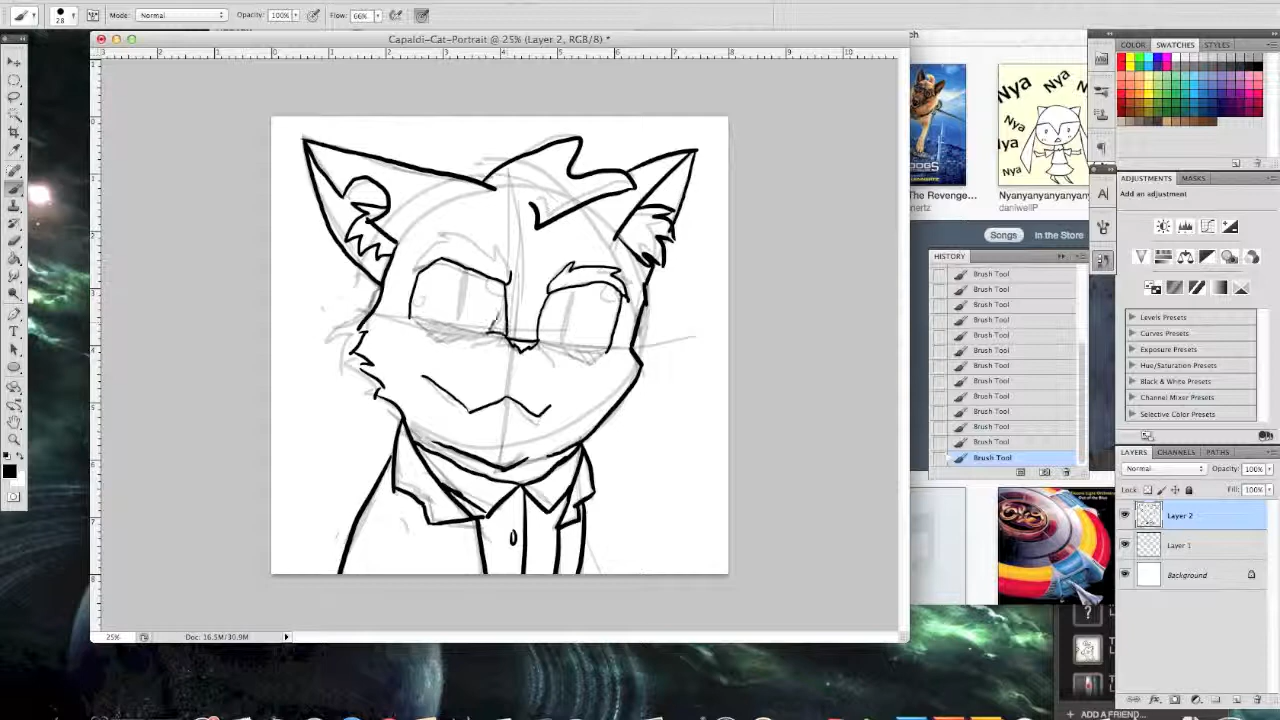 28 Mode: Normal Opacity: 100% Flow: 66%
Capaldi-Cat-Portrait @ 25% (Layer 2, RGB/8) *
ch
COLOR SWATCHES STYLES
Nya Nya
Nya
Nya
The Revenge...
Nyanyanyanyanyan
daniwellP
ADJUSTMENTS MASKS
Add an adjustment
Songs In the Store
HISTORY
Brush Tool
Brush Tool
Brush Tool
Brush Tool
Brush Tool
Brush Tool
Brush Tool
Brush Tool
Brush Tool
Brush Tool
Brush Tool
Brush Tool
Brush Tool
Levels Presets
Curves Presets
Exposure Presets
Hue/Saturation Presets
Black & White Presets
Channel Mixer Presets
Selective Color Presets
LAYERS CHANNELS PATHS
Normal Opacity: 100%
Lock: Fill: 100%
Layer 2
Layer 1
Background
25% Doc: 16.5M/30.9M
ADD A FRIEND...